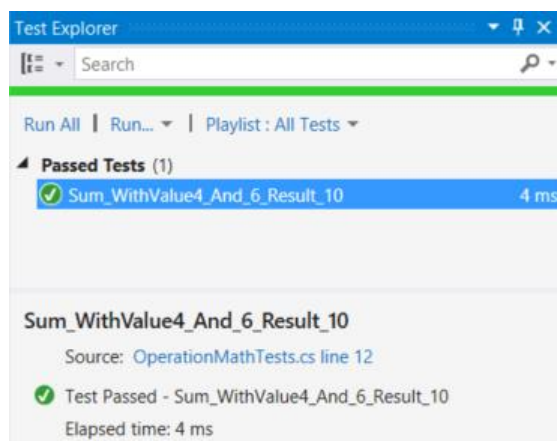 Test Explorer
Search
Run All | Run... | Playlist : All Tests
Passed Tests (1)
Sum_WithValue4_And_6_Result_10 4 ms
Sum_WithValue4_And_6_Result_10
Source: OperationMathTests.cs line 12
Test Passed - Sum_WithValue4_And_6_Result_10
Elapsed time: 4 ms